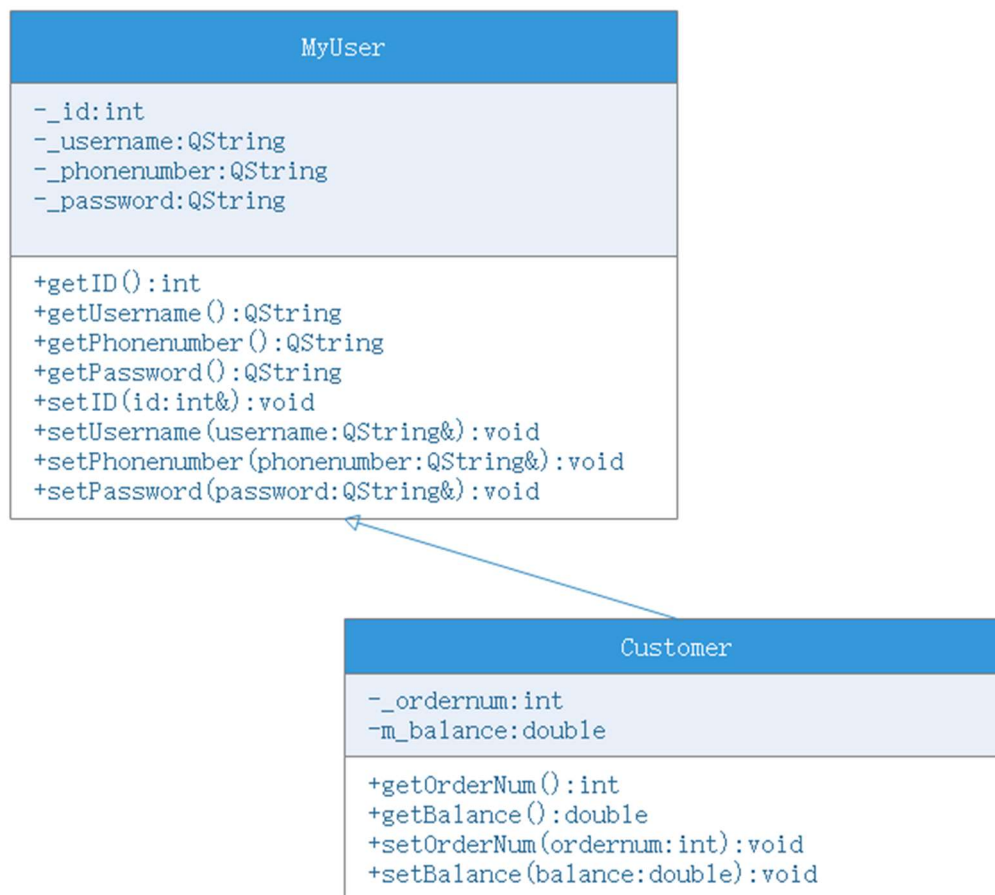 MyUser
-_id:int
-_username:QString
-_phonenumber:QString
-_password:QString
+getID():int
+getUsername():QString
+getPhonenumber():QString
+getPassword():QString
+setID(id:int&):void
+setUsername(username:QString&):void
+setPhonenumber(phonenumber:QString&):void
+setPassword(password:QString&):void
Customer
-_ordernum:int
-m_balance:double
+getOrderNum():int
+getBalance():double
+setOrderNum(ordernum:int):void
+setBalance(balance:double):void